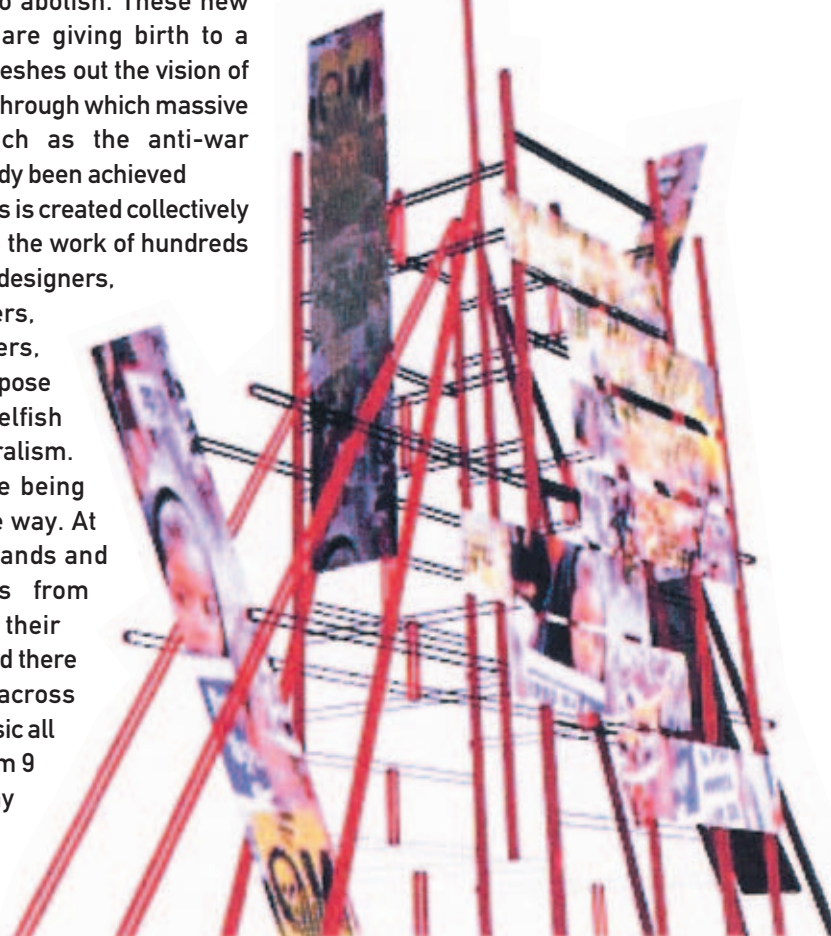 o abolish. These new
are giving birth to a
eshes out the vision of
hrough which massive
ch as the anti-war
dy been achieved
s is created collectively
the work of hundreds
designers,
ers,
ers,
pose
elfish
ralism.
e being
e way. At
ands and
s from
their
d there
across
sic all
m 9
y